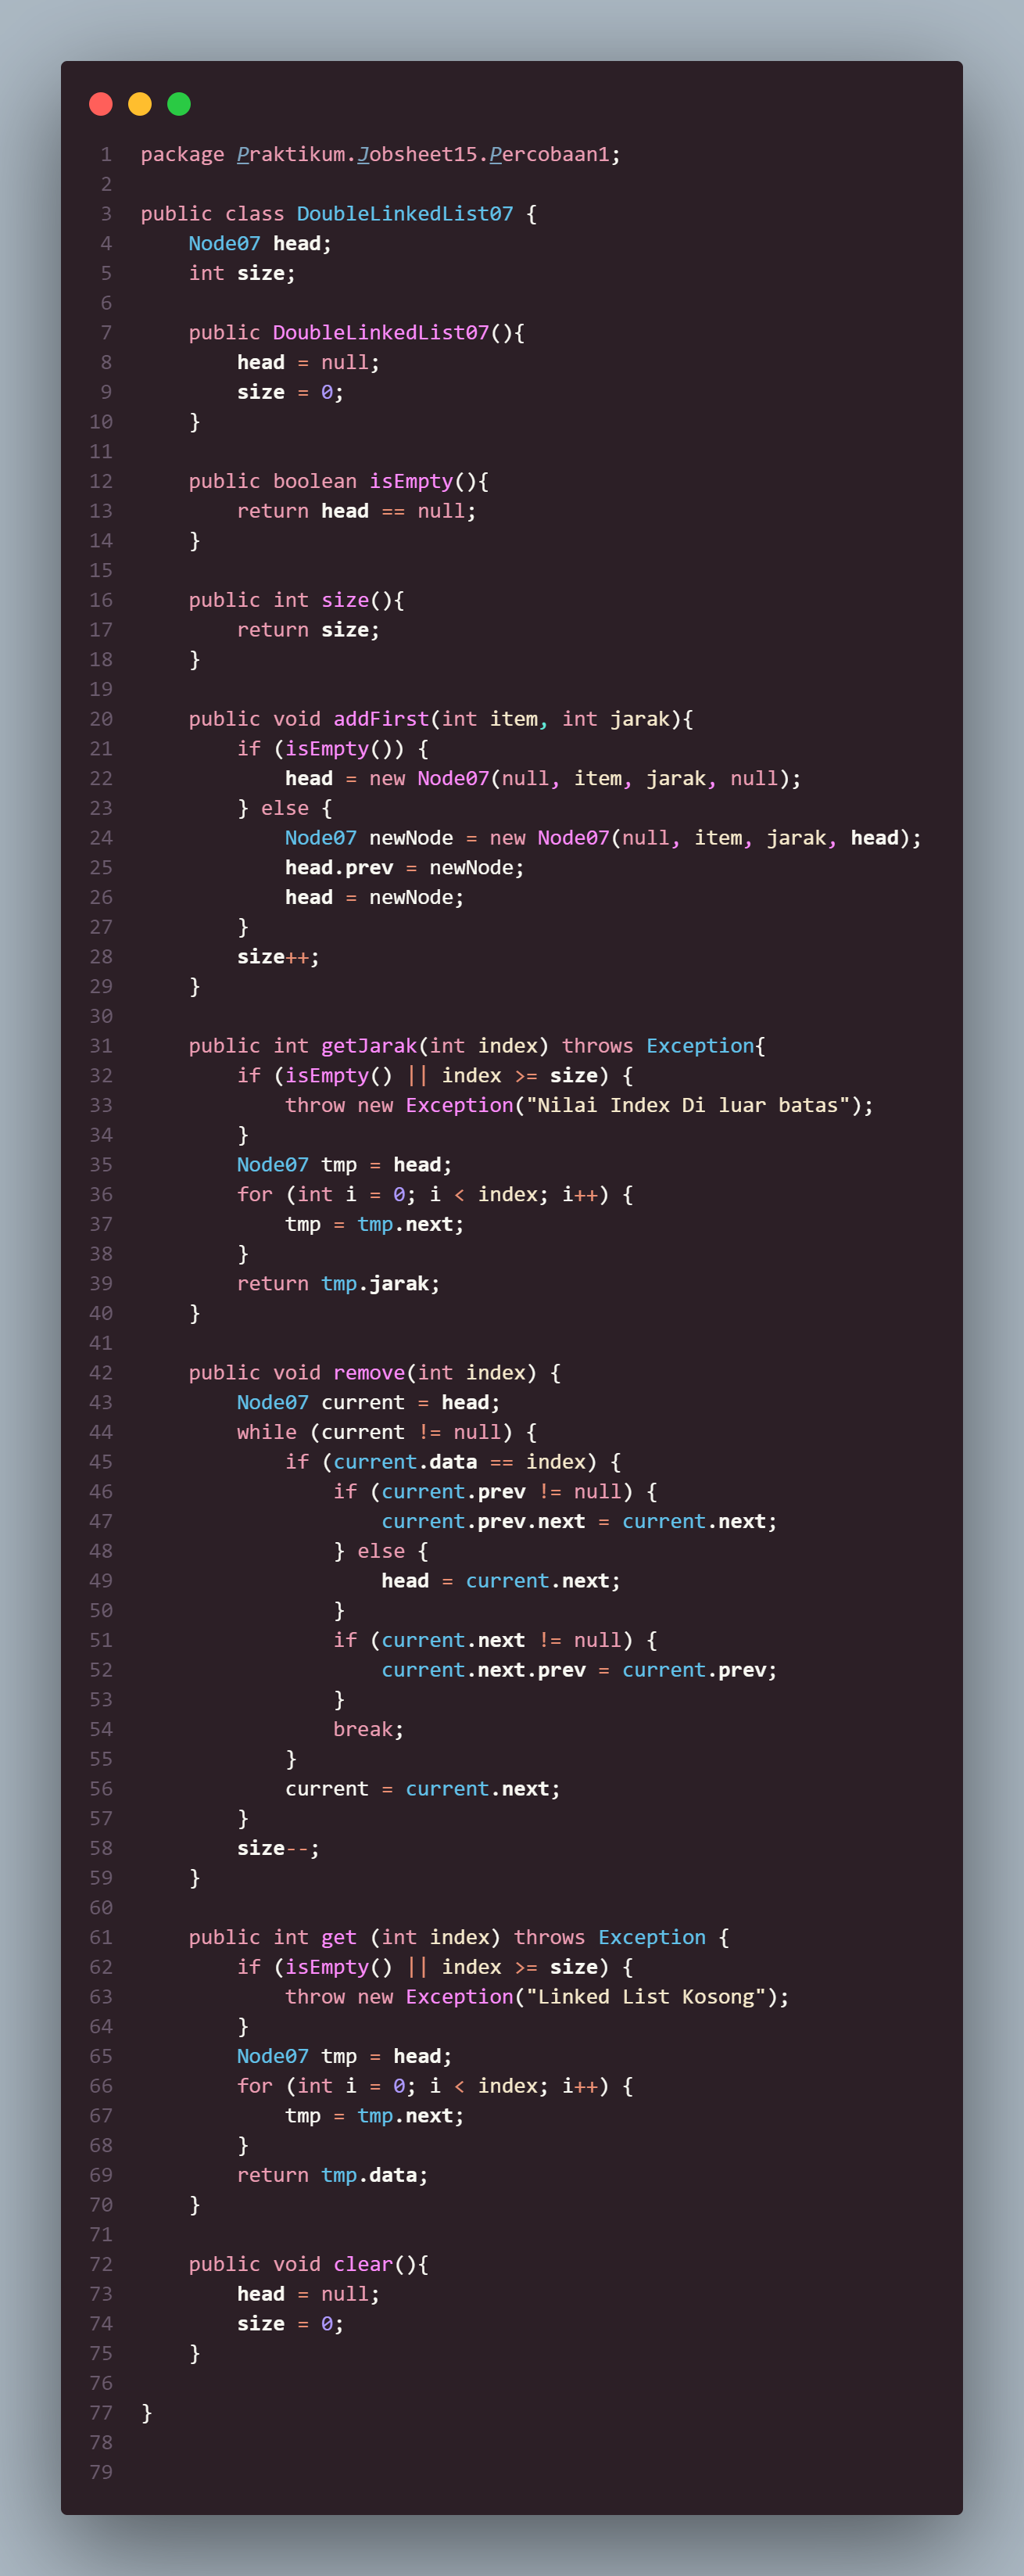 1 package Praktikum.Jobsheet15.Percobaan1;
2
3 public class DoubleLinkedList07 {
4     Node07 head;
5     int size;
6
7     public DoubleLinkedList07(){
8         head = null;
9         size = 0;
10     }
11
12     public boolean isEmpty(){
13         return head == null;
14     }
15
16     public int size(){
17         return size;
18     }
19
20     public void addFirst(int item, int jarak){
21         if (isEmpty()) {
22             head = new Node07(null, item, jarak, null);
23         } else {
24             Node07 newNode = new Node07(null, item, jarak, head);
25             head.prev = newNode;
26             head = newNode;
27         }
28         size++;
29     }
30
31     public int getJarak(int index) throws Exception{
32         if (isEmpty() || index >= size) {
33             throw new Exception("Nilai Index Di luar batas");
34         }
35         Node07 tmp = head;
36         for (int i = 0; i < index; i++) {
37             tmp = tmp.next;
38         }
39         return tmp.jarak;
40     }
41
42     public void remove(int index) {
43         Node07 current = head;
44         while (current != null) {
45             if (current.data == index) {
46                 if (current.prev != null) {
47                     current.prev.next = current.next;
48                 } else {
49                     head = current.next;
50                 }
51                 if (current.next != null) {
52                     current.next.prev = current.prev;
53                 }
54                 break;
55             }
56             current = current.next;
57         }
58         size--;
59     }
60
61     public int get (int index) throws Exception {
62         if (isEmpty() || index >= size) {
63             throw new Exception("Linked List Kosong");
64         }
65         Node07 tmp = head;
66         for (int i = 0; i < index; i++) {
67             tmp = tmp.next;
68         }
69         return tmp.data;
70     }
71
72     public void clear(){
73         head = null;
74         size = 0;
75     }
76
77 }
78
79